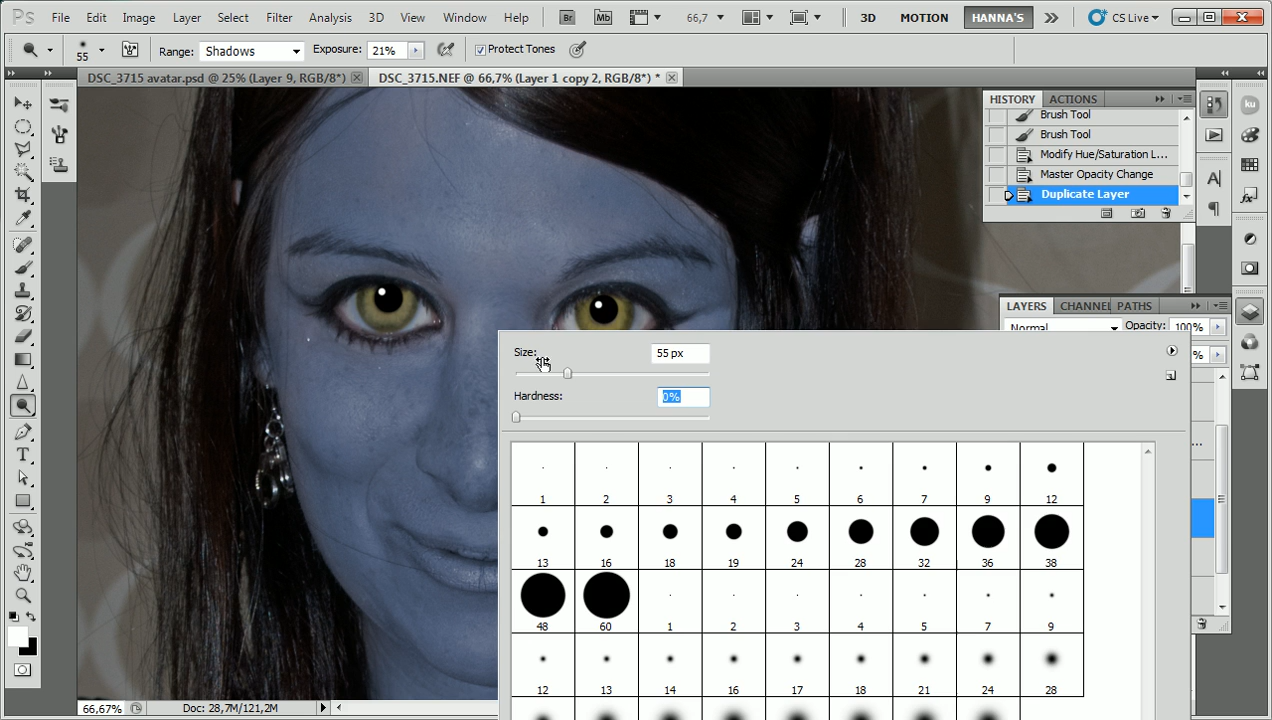 Ps File Edit Image Layer Select Filter Analysis 3D View Window Help Br Mb 66,7 3D MOTION HANNA'S CS Live
55 Range: Shadows Exposure: 21% Protect Tones
DSC_3715 avatar.psd @ 25% (Layer 9, RGB/8*) DSC_3715.NEF @ 66,7% (Layer 1 copy 2, RGB/8*) *
HISTORY ACTIONS
Brush Tool
Brush Tool
Modify Hue/Saturation L...
Master Opacity Change
Duplicate Layer
ku
LAYERS CHANNEL PATHS
Normal Opacity: 100%
%
Size: 55 px
Hardness: 0%
1 2 3 4 5 6 7 9 12
13 16 18 19 24 28 32 36 38
48 60 1 2 3 4 5 7 9
12 13 14 16 17 18 21 24 28
66,67% Doc: 28,7M/121,2M